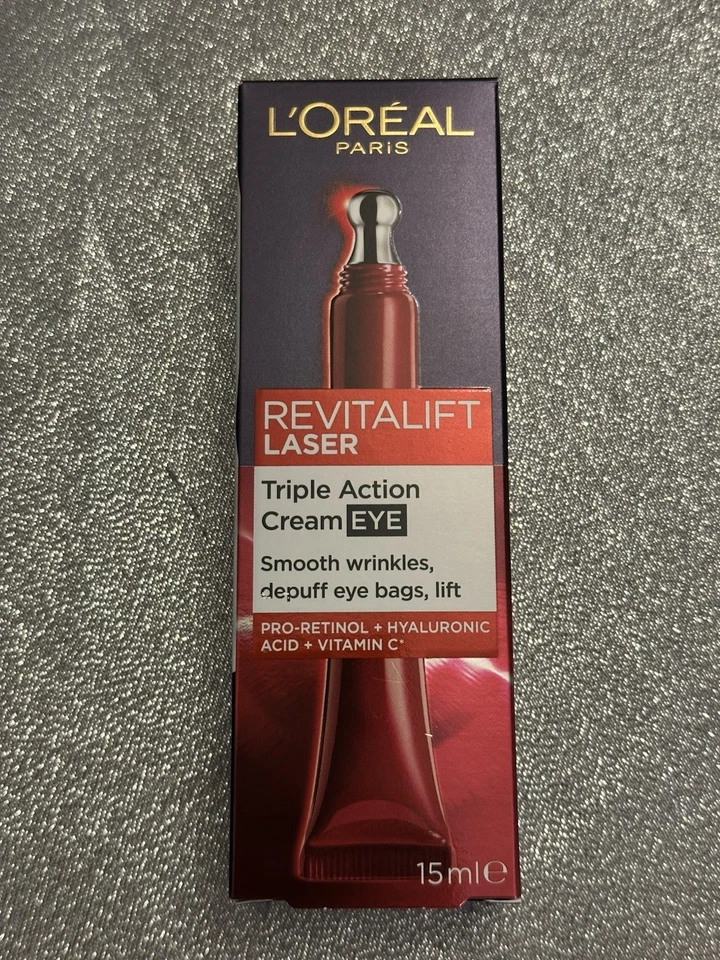 L'ORÉAL
PARiS
REVITALIFT
LASER
Triple Action
Cream EYE
Smooth wrinkles,
depuff eye bags, lift
PRO-RETINOL + HYALURONIC
ACID + VITAMIN C*
15ml℮